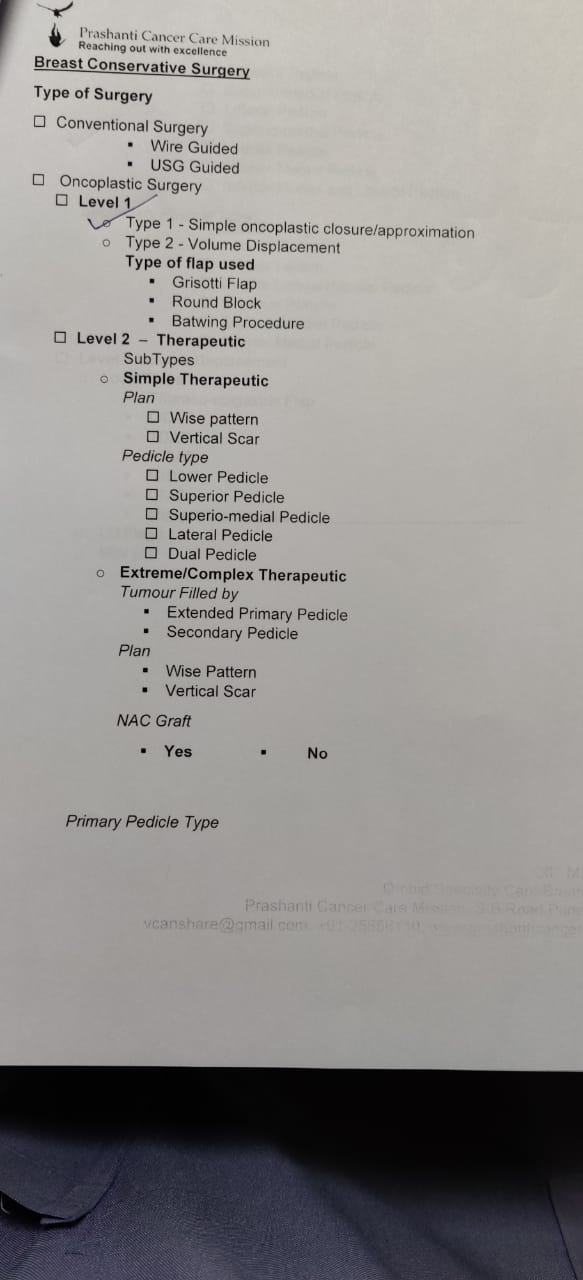 Prashanti Cancer Care Mission
Reaching out with excellence
Breast Conservative Surgery
Type of Surgery
☐ Conventional Surgery
▪ Wire Guided
▪ USG Guided
☐ Oncoplastic Surgery
☐ Level 1
○ Type 1 - Simple oncoplastic closure/approximation
○ Type 2 - Volume Displacement
Type of flap used
▪ Grisotti Flap
▪ Round Block
▪ Batwing Procedure
☐ Level 2 – Therapeutic
SubTypes
○ Simple Therapeutic
Plan
☐ Wise pattern
☐ Vertical Scar
Pedicle type
☐ Lower Pedicle
☐ Superior Pedicle
☐ Superio-medial Pedicle
☐ Lateral Pedicle
☐ Dual Pedicle
○ Extreme/Complex Therapeutic
Tumour Filled by
▪ Extended Primary Pedicle
▪ Secondary Pedicle
Plan
▪ Wise Pattern
▪ Vertical Scar
NAC Graft
▪ Yes ▪ No
Primary Pedicle Type
Prashanti Cancer Care Mission, S.B.Road
vcanshare@gmail.com